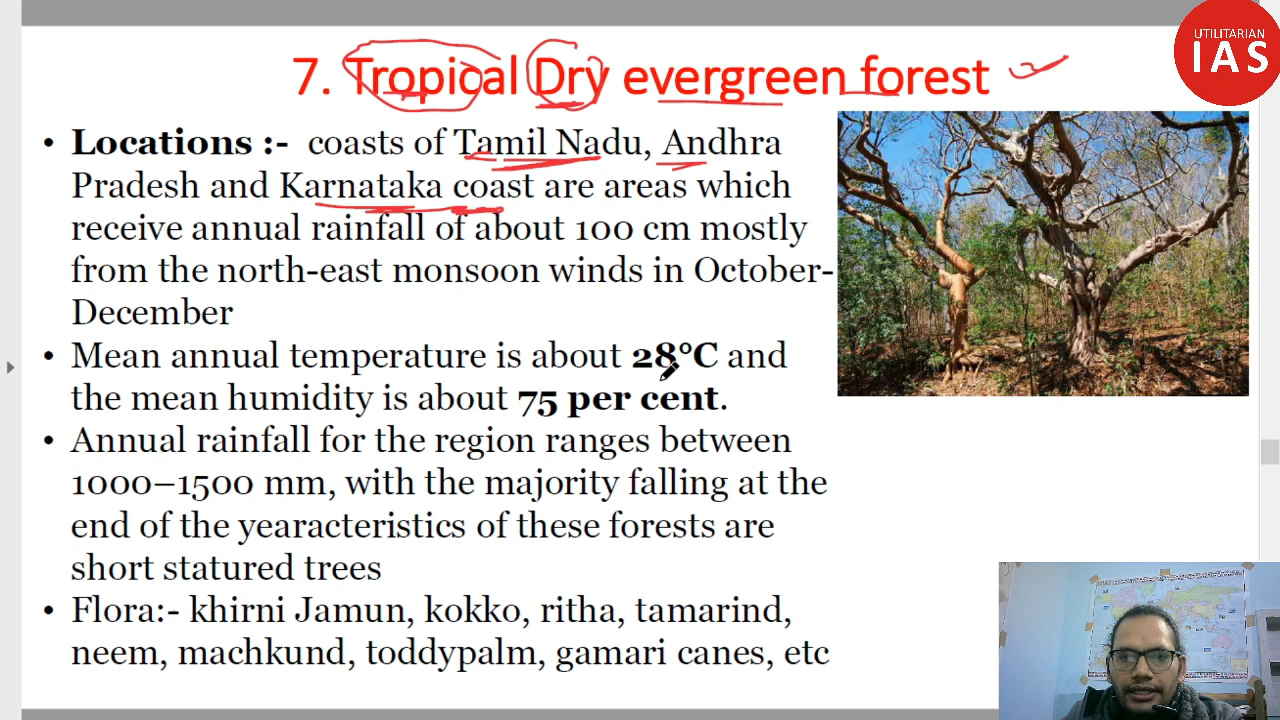 UTILITARIAN
IAS
7. Tropical Dry evergreen forest
• Locations :- coasts of Tamil Nadu, Andhra
Pradesh and Karnataka coast are areas which
receive annual rainfall of about 100 cm mostly
from the north-east monsoon winds in October-
December
• Mean annual temperature is about 28°C and
the mean humidity is about 75 per cent.
• Annual rainfall for the region ranges between
1000–1500 mm, with the majority falling at the
end of the yearacteristics of these forests are
short statured trees
• Flora:- khirni Jamun, kokko, ritha, tamarind,
neem, machkund, toddypalm, gamari canes, etc